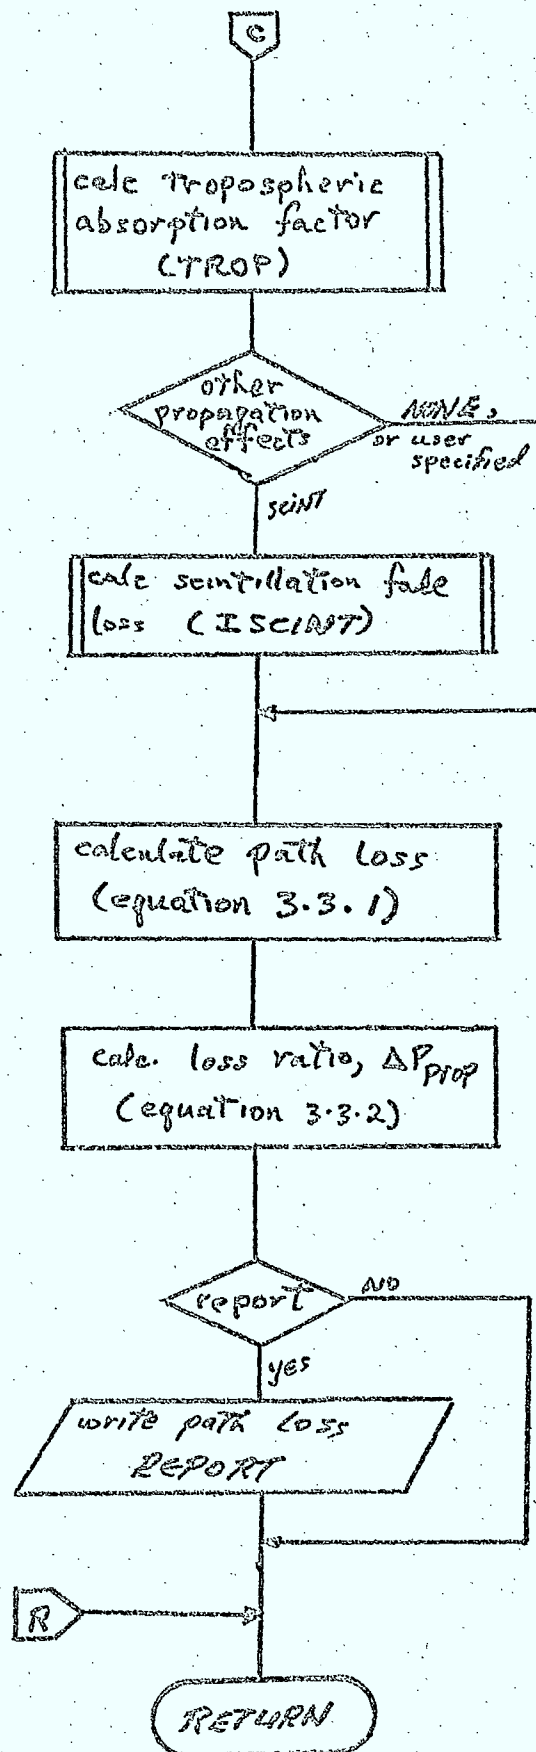 C
calc tropospheric
absorption factor
(TROP)
other
propagation
effects
NONE,
or user
specified
SCINT
calc scintillation fade
loss (ISCINT)
calculate path loss
(equation 3.3.1)
calc. loss ratio, ΔPprop
(equation 3.3.2)
report
NO
yes
write path loss
REPORT
R
RETURN